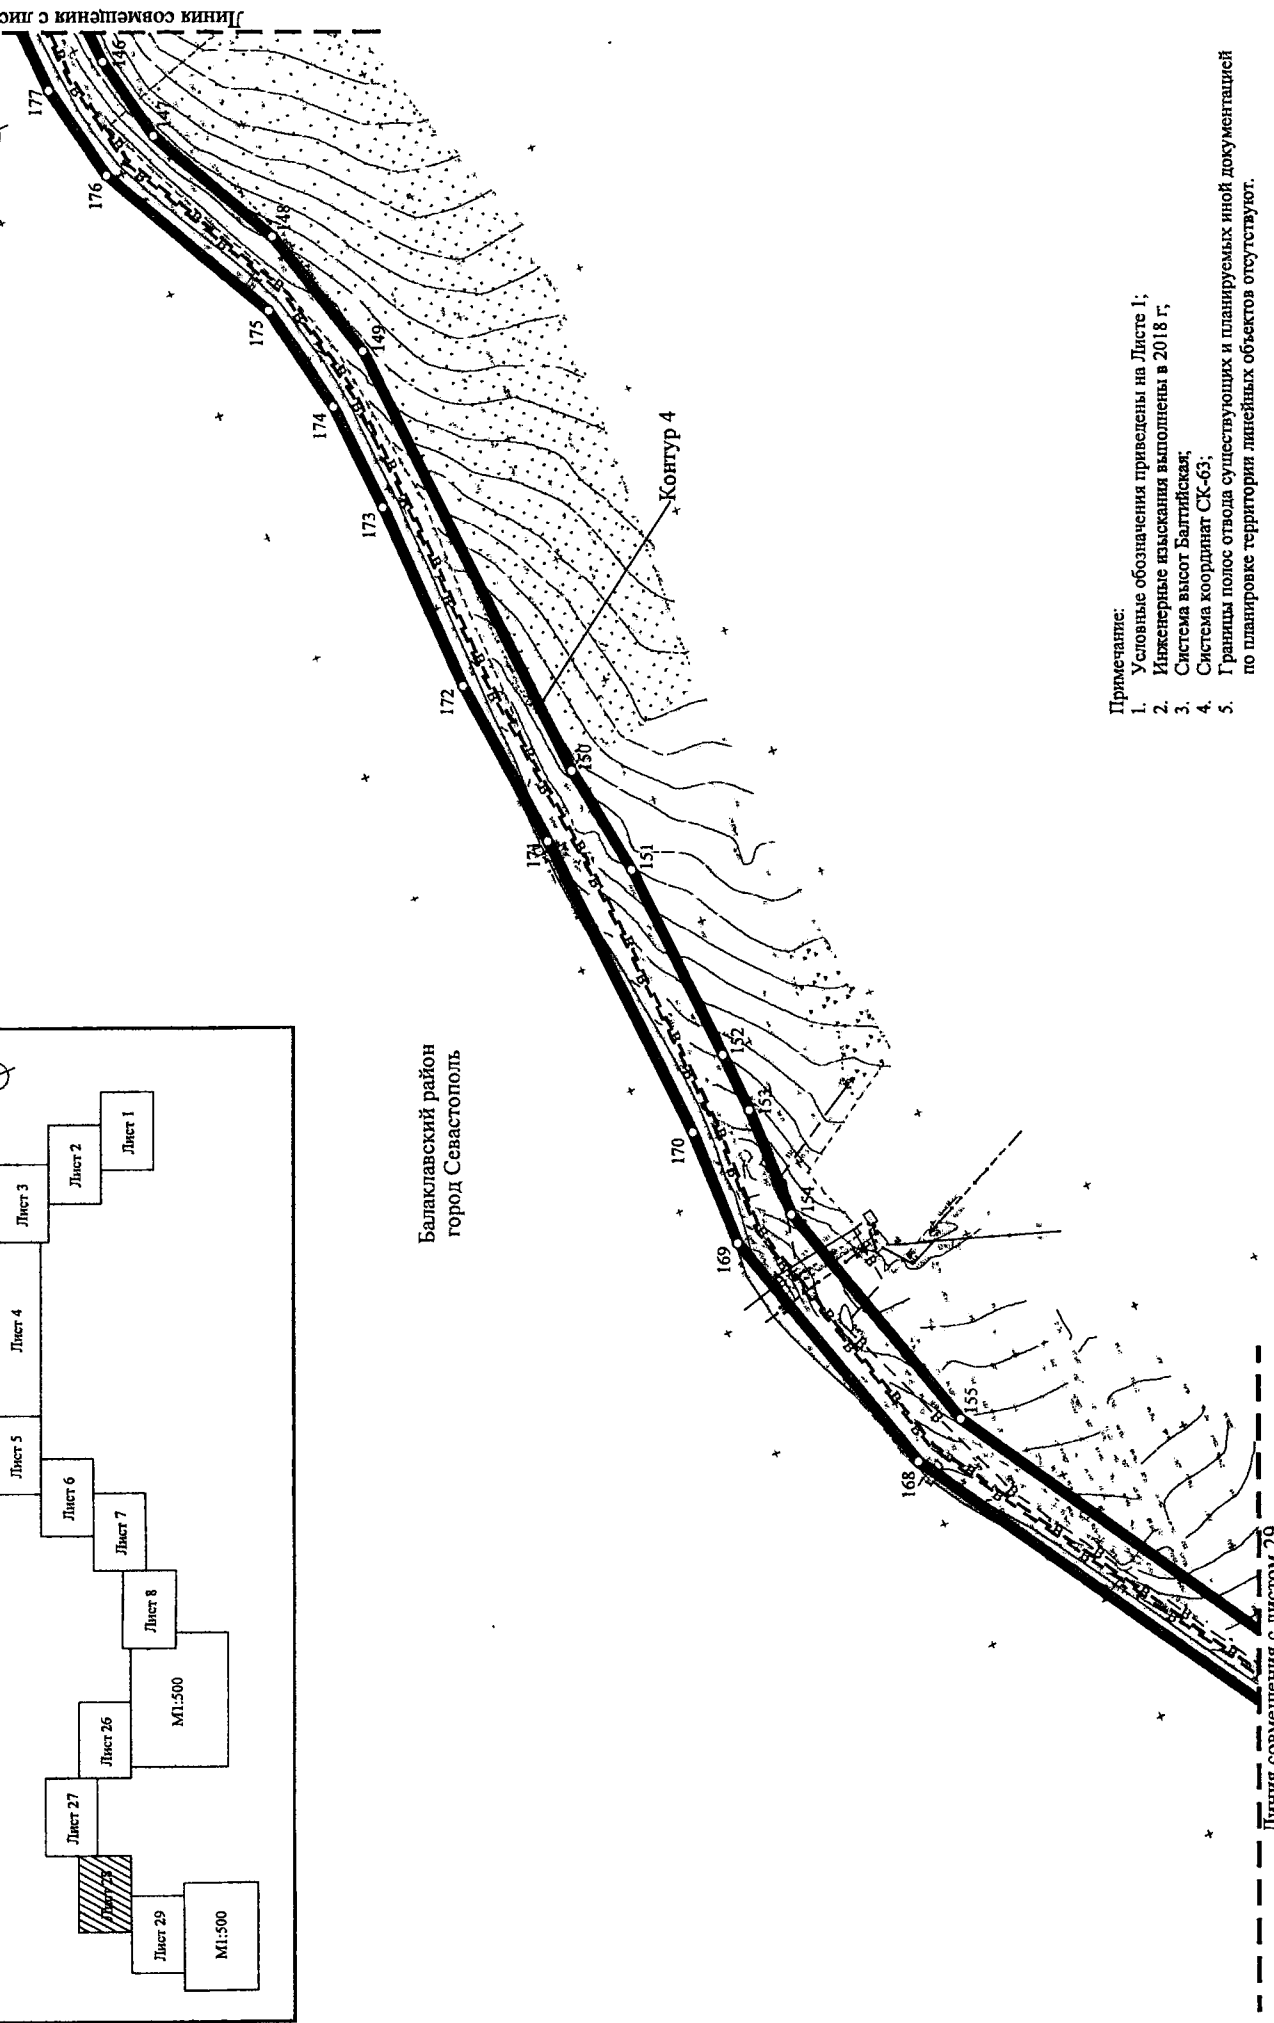 Линия совмещения с
Лист 1
Лист 2
Лист 3
Лист 4
Лист 5
Лист 6
Лист 7
Лист 8
М1:500
Лист 26
Лист 27
Лист 28
Лист 29
М1:500
Балаклавский район
город Севастополь
177
176
175
174
173
172
171
170
169
168
146
147
148
149
150
151
152
153
154
155
Контур 4
Примечание:
1. Условные обозначения приведены на Листе 1;
2. Инженерные изыскания выполнены в 2018 г;
3. Система высот Балтийская;
4. Система координат СК-63;
5. Границы полос отвода существующих и планируемых иной документацией
по планировке территории линейных объектов отсутствуют.
Линия совмещения с листом 29